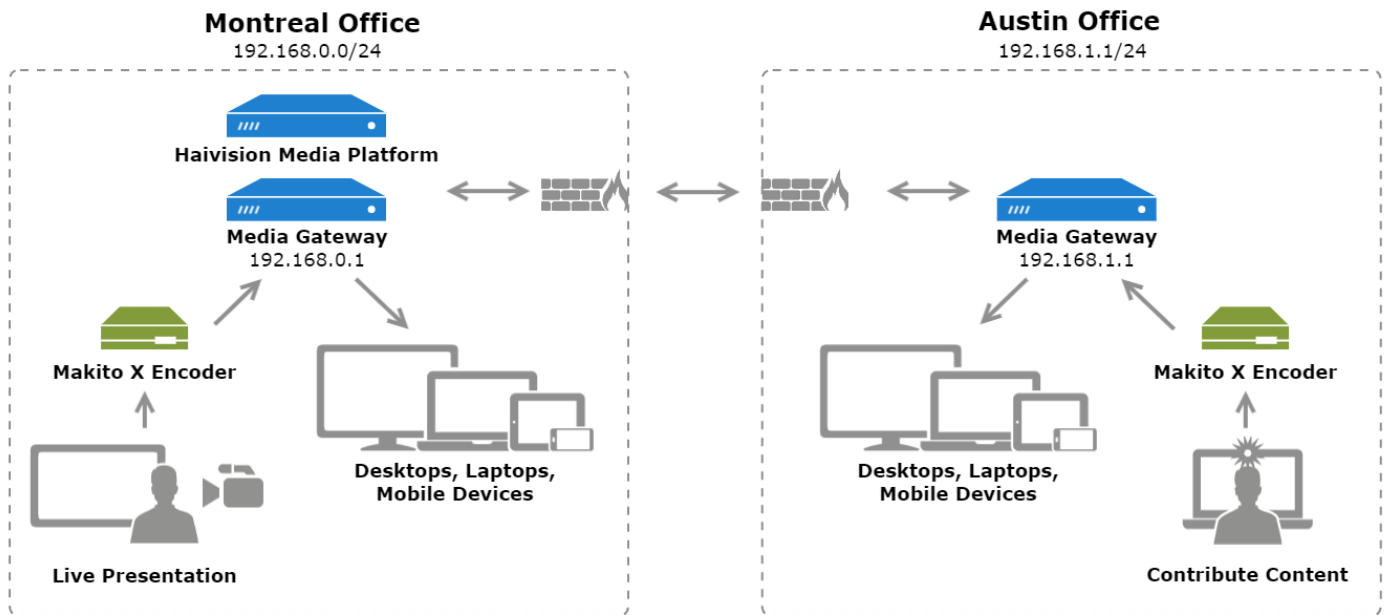 Montreal Office
192.168.0.0/24
Haivision Media Platform
Media Gateway
192.168.0.1
Makito X Encoder
Desktops, Laptops,
Mobile Devices
Live Presentation
Austin Office
192.168.1.1/24
Media Gateway
192.168.1.1
Makito X Encoder
Desktops, Laptops,
Mobile Devices
Contribute Content